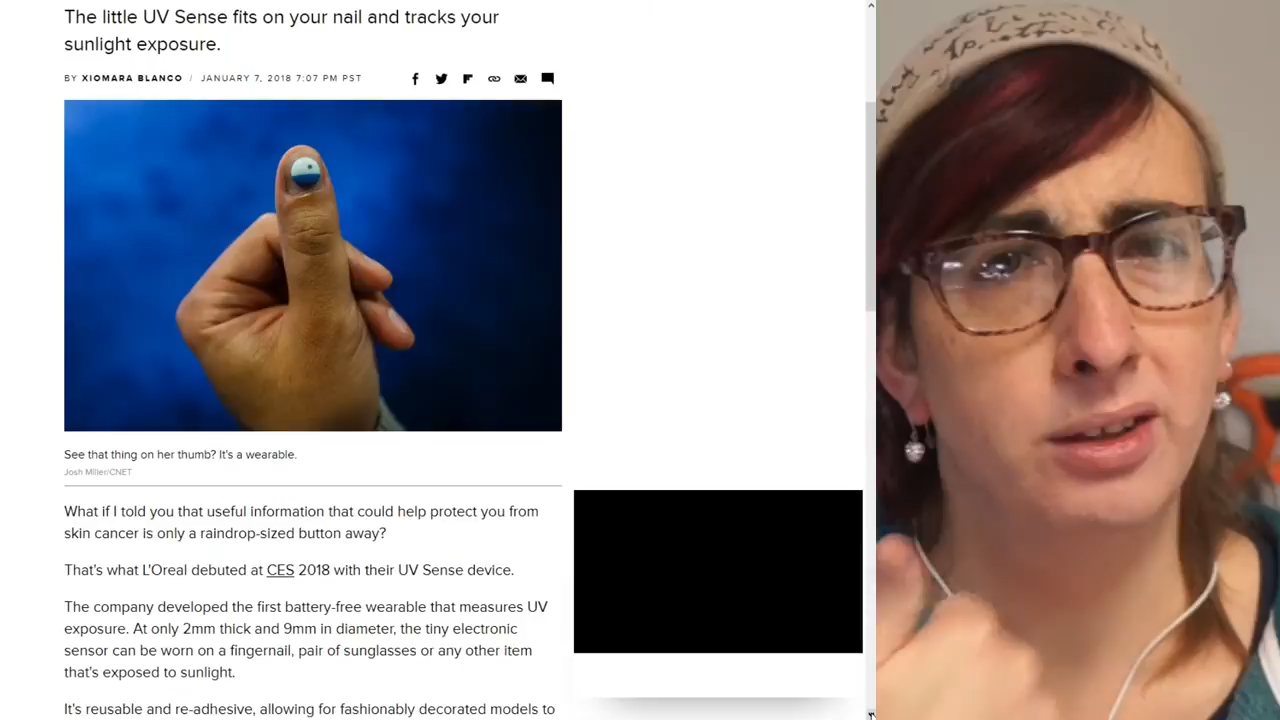 The little UV Sense fits on your nail and tracks your
sunlight exposure.
BY XIOMARA BLANCO / JANUARY 7, 2018 7:07 PM PST
See that thing on her thumb? It's a wearable.
Josh Miller/CNET
What if I told you that useful information that could help protect you from
skin cancer is only a raindrop-sized button away?
That's what L'Oreal debuted at CES 2018 with their UV Sense device.
The company developed the first battery-free wearable that measures UV
exposure. At only 2mm thick and 9mm in diameter, the tiny electronic
sensor can be worn on a fingernail, pair of sunglasses or any other item
that's exposed to sunlight.
It's reusable and re-adhesive, allowing for fashionably decorated models to